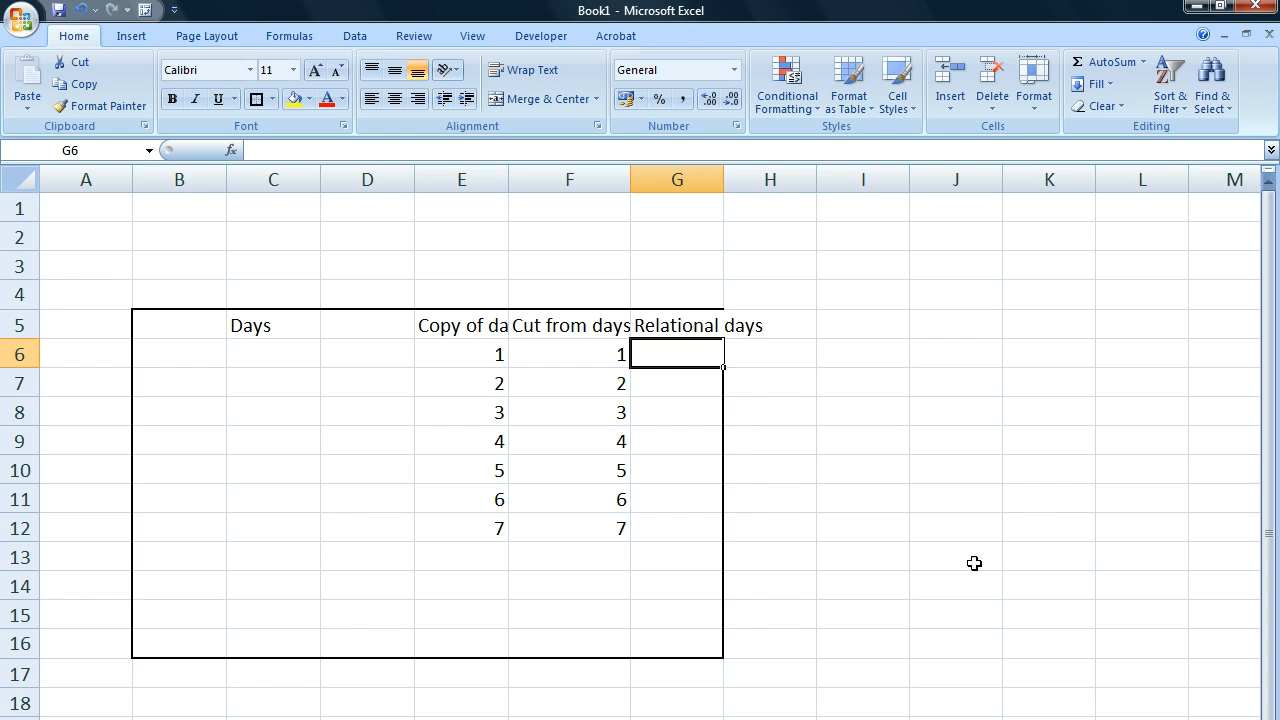 Book1 - Microsoft Excel
Home Insert Page Layout Formulas Data Review View Developer Acrobat
Paste
Cut
Copy
Format Painter
Clipboard
Calibri 11
B I U
Font
Wrap Text
Merge & Center
Alignment
General
% ,
Number
Conditional Formatting
Format as Table
Cell Styles
Styles
Insert
Delete
Format
Cells
AutoSum
Fill
Clear
Sort & Filter
Find & Select
Editing
G6 fx
A B C D E F G H I J K L M
1
2
3
4
5 Days Copy of da Cut from days Relational days
6 1 1
7 2 2
8 3 3
9 4 4
10 5 5
11 6 6
12 7 7
13
14
15
16
17
18